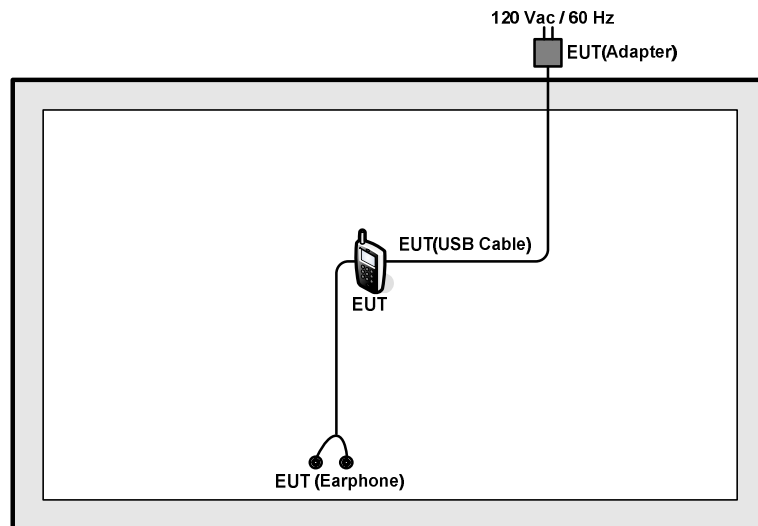 120 Vac / 60 Hz
EUT(Adapter)
EUT(USB Cable)
EUT
EUT (Earphone)